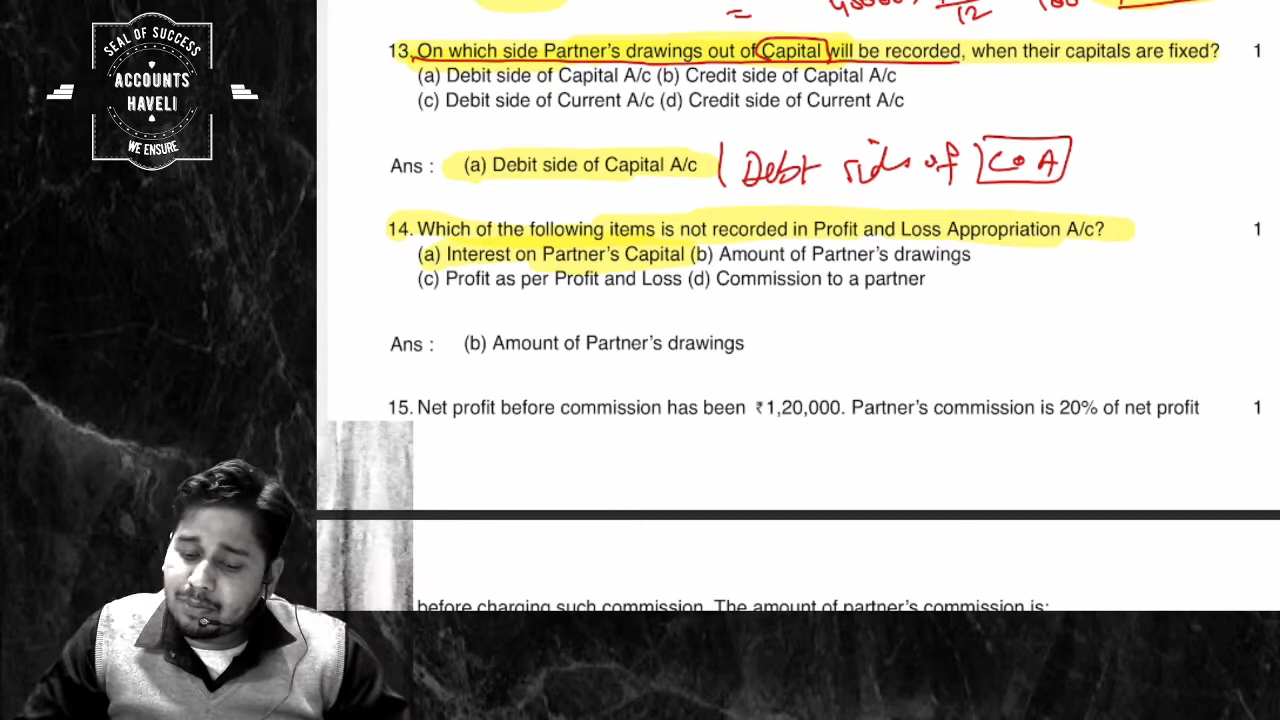 SEAL OF SUCCESS
ACCOUNTS
HAVELI
WE ENSURE
=
12
13. On which side Partner's drawings out of Capital will be recorded, when their capitals are fixed? 1
(a) Debit side of Capital A/c (b) Credit side of Capital A/c
(c) Debit side of Current A/c (d) Credit side of Current A/c
Ans : (a) Debit side of Capital A/c Debt side of
14. Which of the following items is not recorded in Profit and Loss Appropriation A/c? 1
(a) Interest on Partner's Capital (b) Amount of Partner's drawings
(c) Profit as per Profit and Loss (d) Commission to a partner
Ans : (b) Amount of Partner's drawings
15. Net profit before commission has been ₹1,20,000. Partner's commission is 20% of net profit 1
before charging such commission. The amount of partner's commission is: